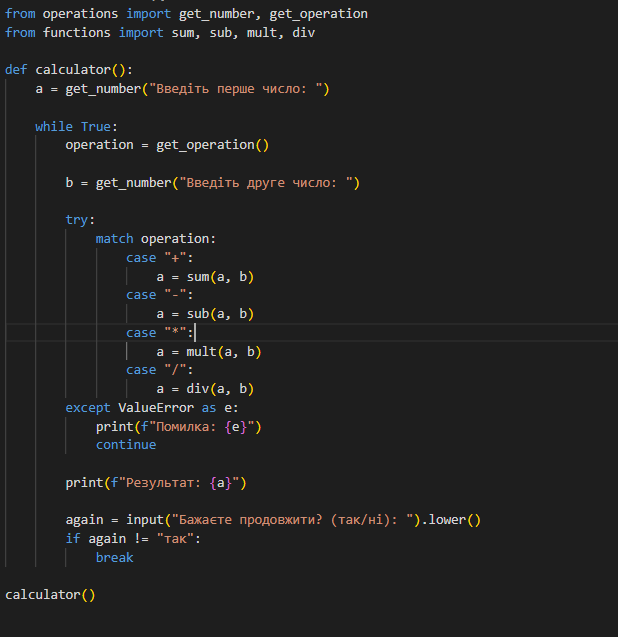 from operations import get_number, get_operation
from functions import sum, sub, mult, div

def calculator():
    a = get_number("Введіть перше число: ")

    while True:
        operation = get_operation()

        b = get_number("Введіть друге число: ")

        try:
            match operation:
                case "+":
                    a = sum(a, b)
                case "-":
                    a = sub(a, b)
                case "*":
                    a = mult(a, b)
                case "/":
                    a = div(a, b)
        except ValueError as e:
            print(f"Помилка: {e}")
            continue

        print(f"Результат: {a}")

        again = input("Бажаєте продовжити? (так/ні): ").lower()
        if again != "так":
            break

calculator()